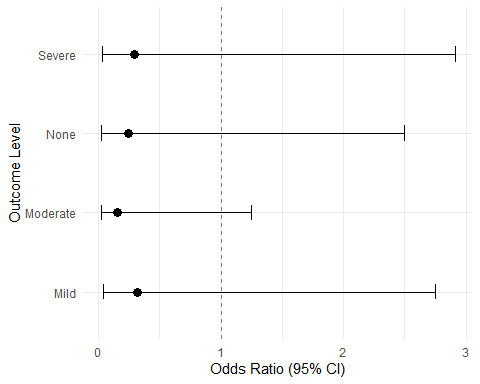 Severe
None
Moderate
Mild
Outcome Level
0
1
2
3
Odds Ratio (95% CI)